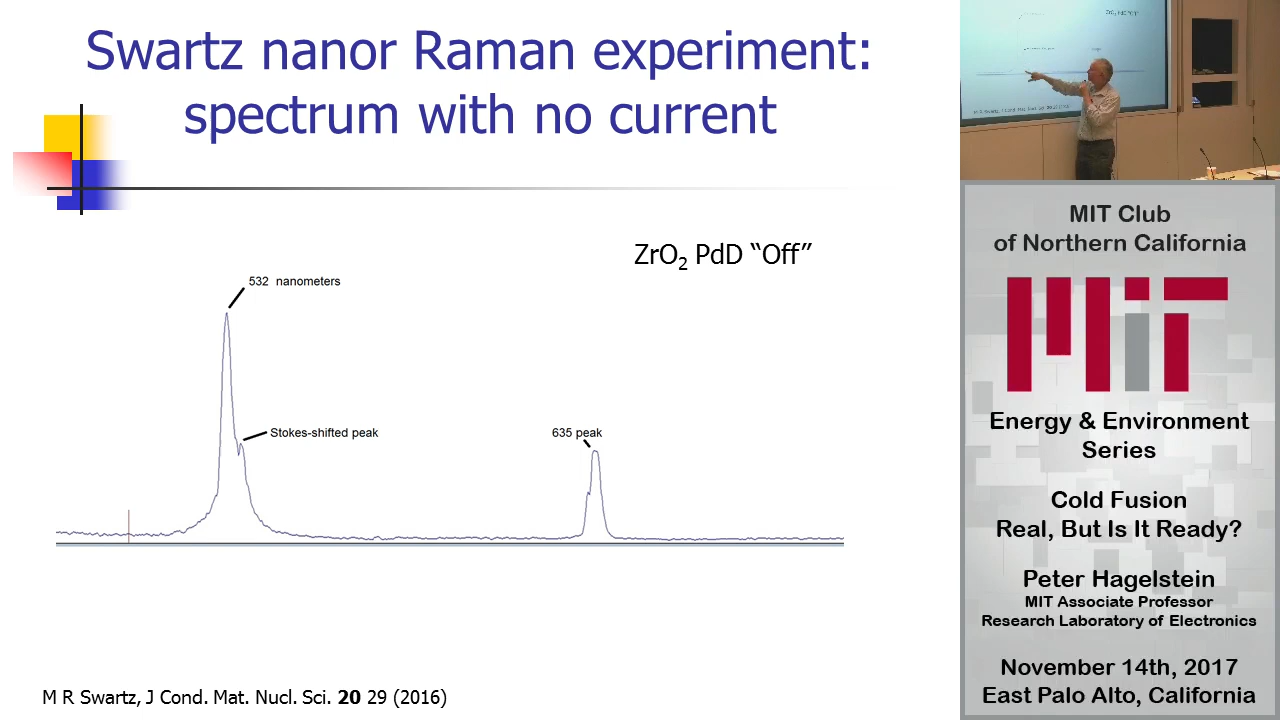 Swartz nanor Raman experiment:
spectrum with no current
ZrO2 PdD “Off”
532 nanometers
Stokes-shifted peak
635 peak
M R Swartz, J Cond. Mat. Nucl. Sci. 20 29 (2016)
MIT Club
of Northern California
MIT
Energy & Environment
Series
Cold Fusion
Real, But Is It Ready?
Peter Hagelstein
MIT Associate Professor
Research Laboratory of Electronics
November 14th, 2017
East Palo Alto, California